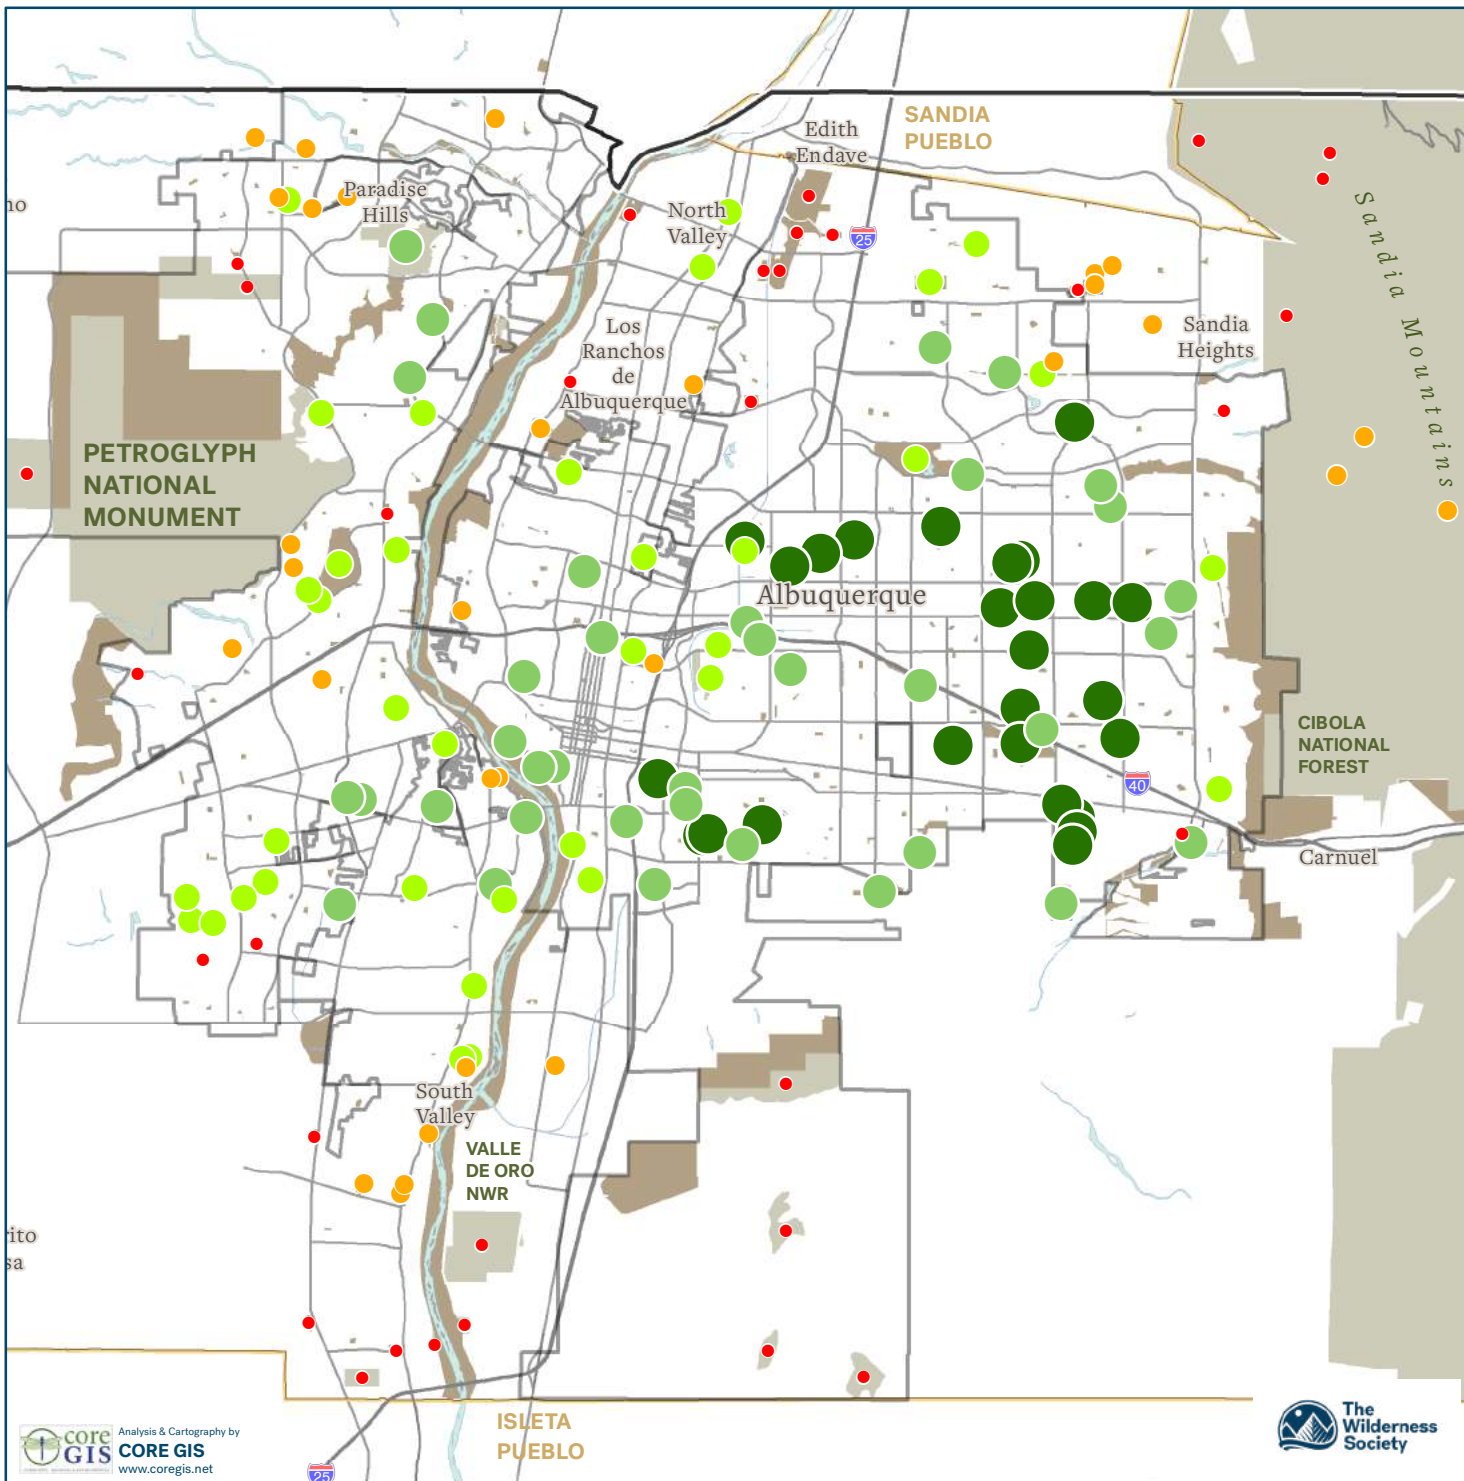 SANDIA
PUEBLO
Edith
Endave
25
Paradise
Hills
North
Valley
Sandia Mountains
Los
Ranchos
de
Albuquerque
Sandia
Heights
PETROGLYPH
NATIONAL
MONUMENT
Albuquerque
CIBOLA
NATIONAL
FOREST
40
Carnuel
South
Valley
VALLE
DE ORO
NWR
ISLETA
PUEBLO
25
core
GIS
Analysis & Cartography by
CORE GIS
www.coregis.net
The
Wilderness
Society